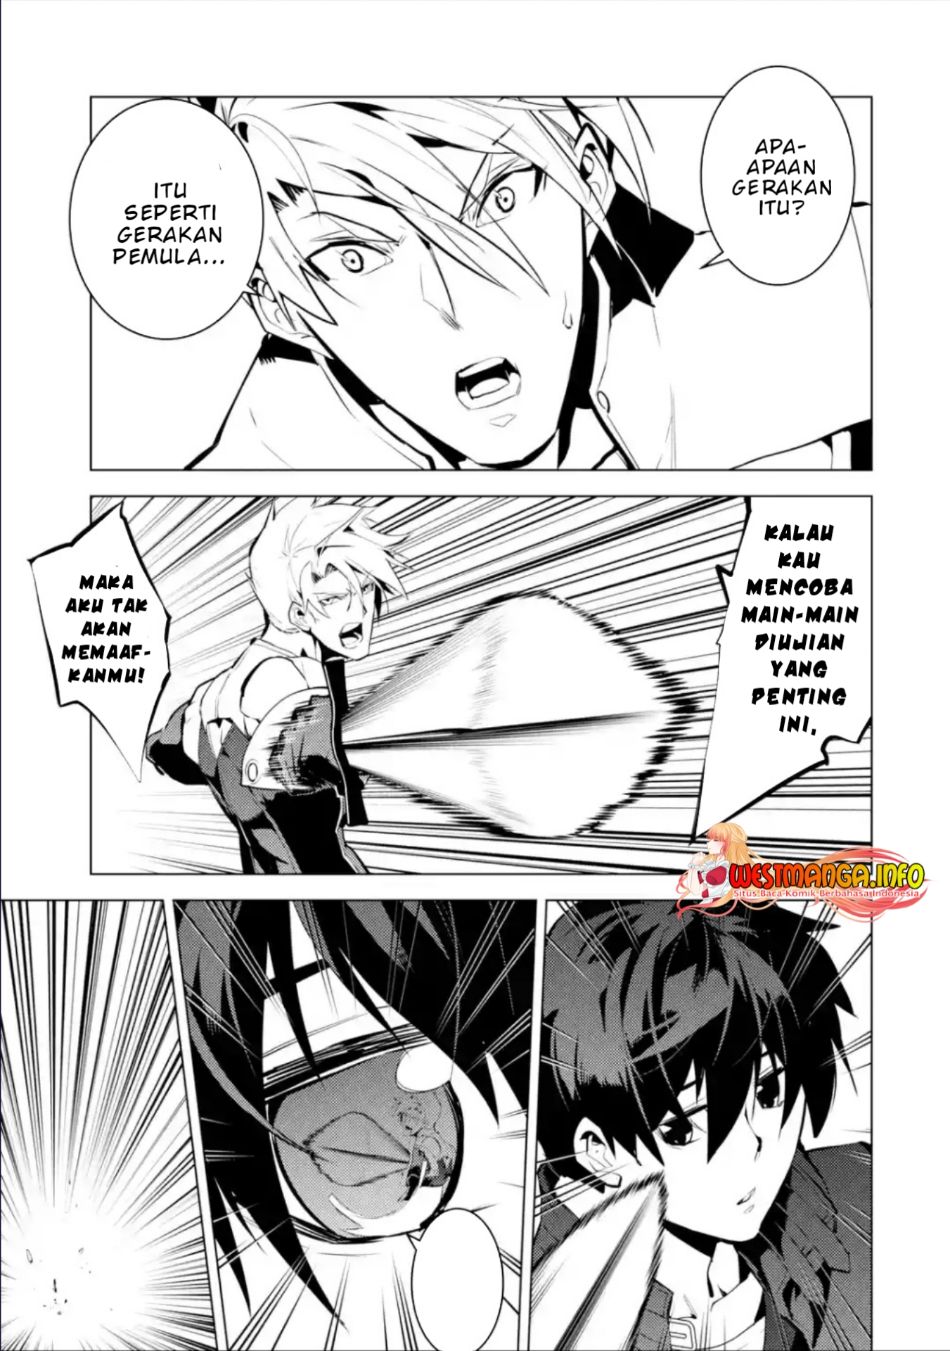 APA-
APAAN
GERAKAN
ITU?
ITU
SEPERTI
GERAKAN
PEMULA...
KALAU
KAU
MENCOBA
MAIN-MAIN
DIUJIAN
YANG
PENTING
INI,
MAKA
AKU TAK
AKAN
MEMAAF-
KANMU!
WESTMANGA.INFO
Situs Baca Komik Berbahasa Indonesia